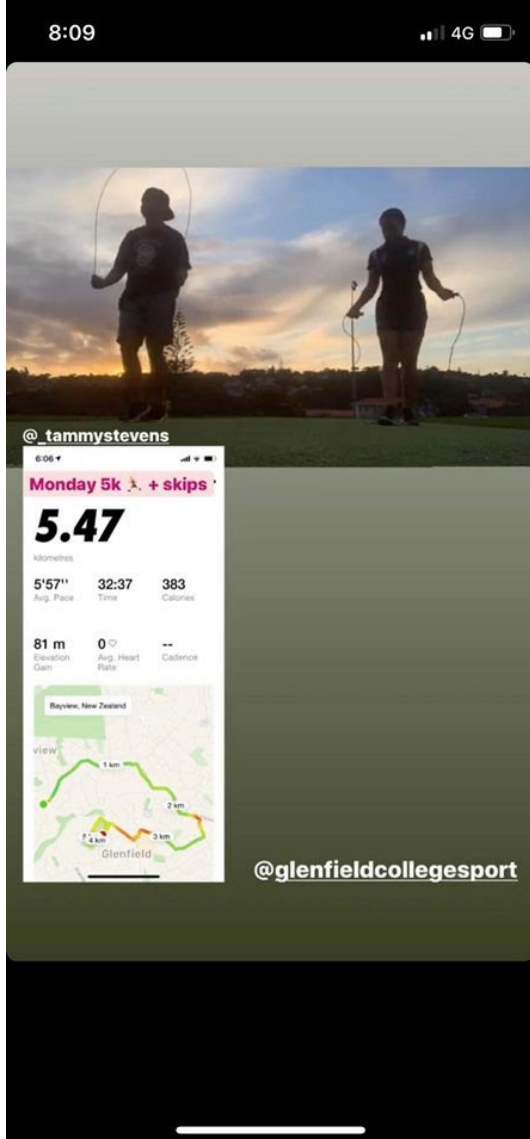 8:09
4G
@_tammystevens
6:06
Monday 5k 🏃 + skips
5.47
kilometres
5'57" 32:37 383
Avg. Pace Time Calories
81 m 0♡ --
Elevation Gain Avg. Heart Rate Cadence
Bayview, New Zealand
view
1 km
2 km
3 km
4 km
Glenfield
@glenfieldcollegesport